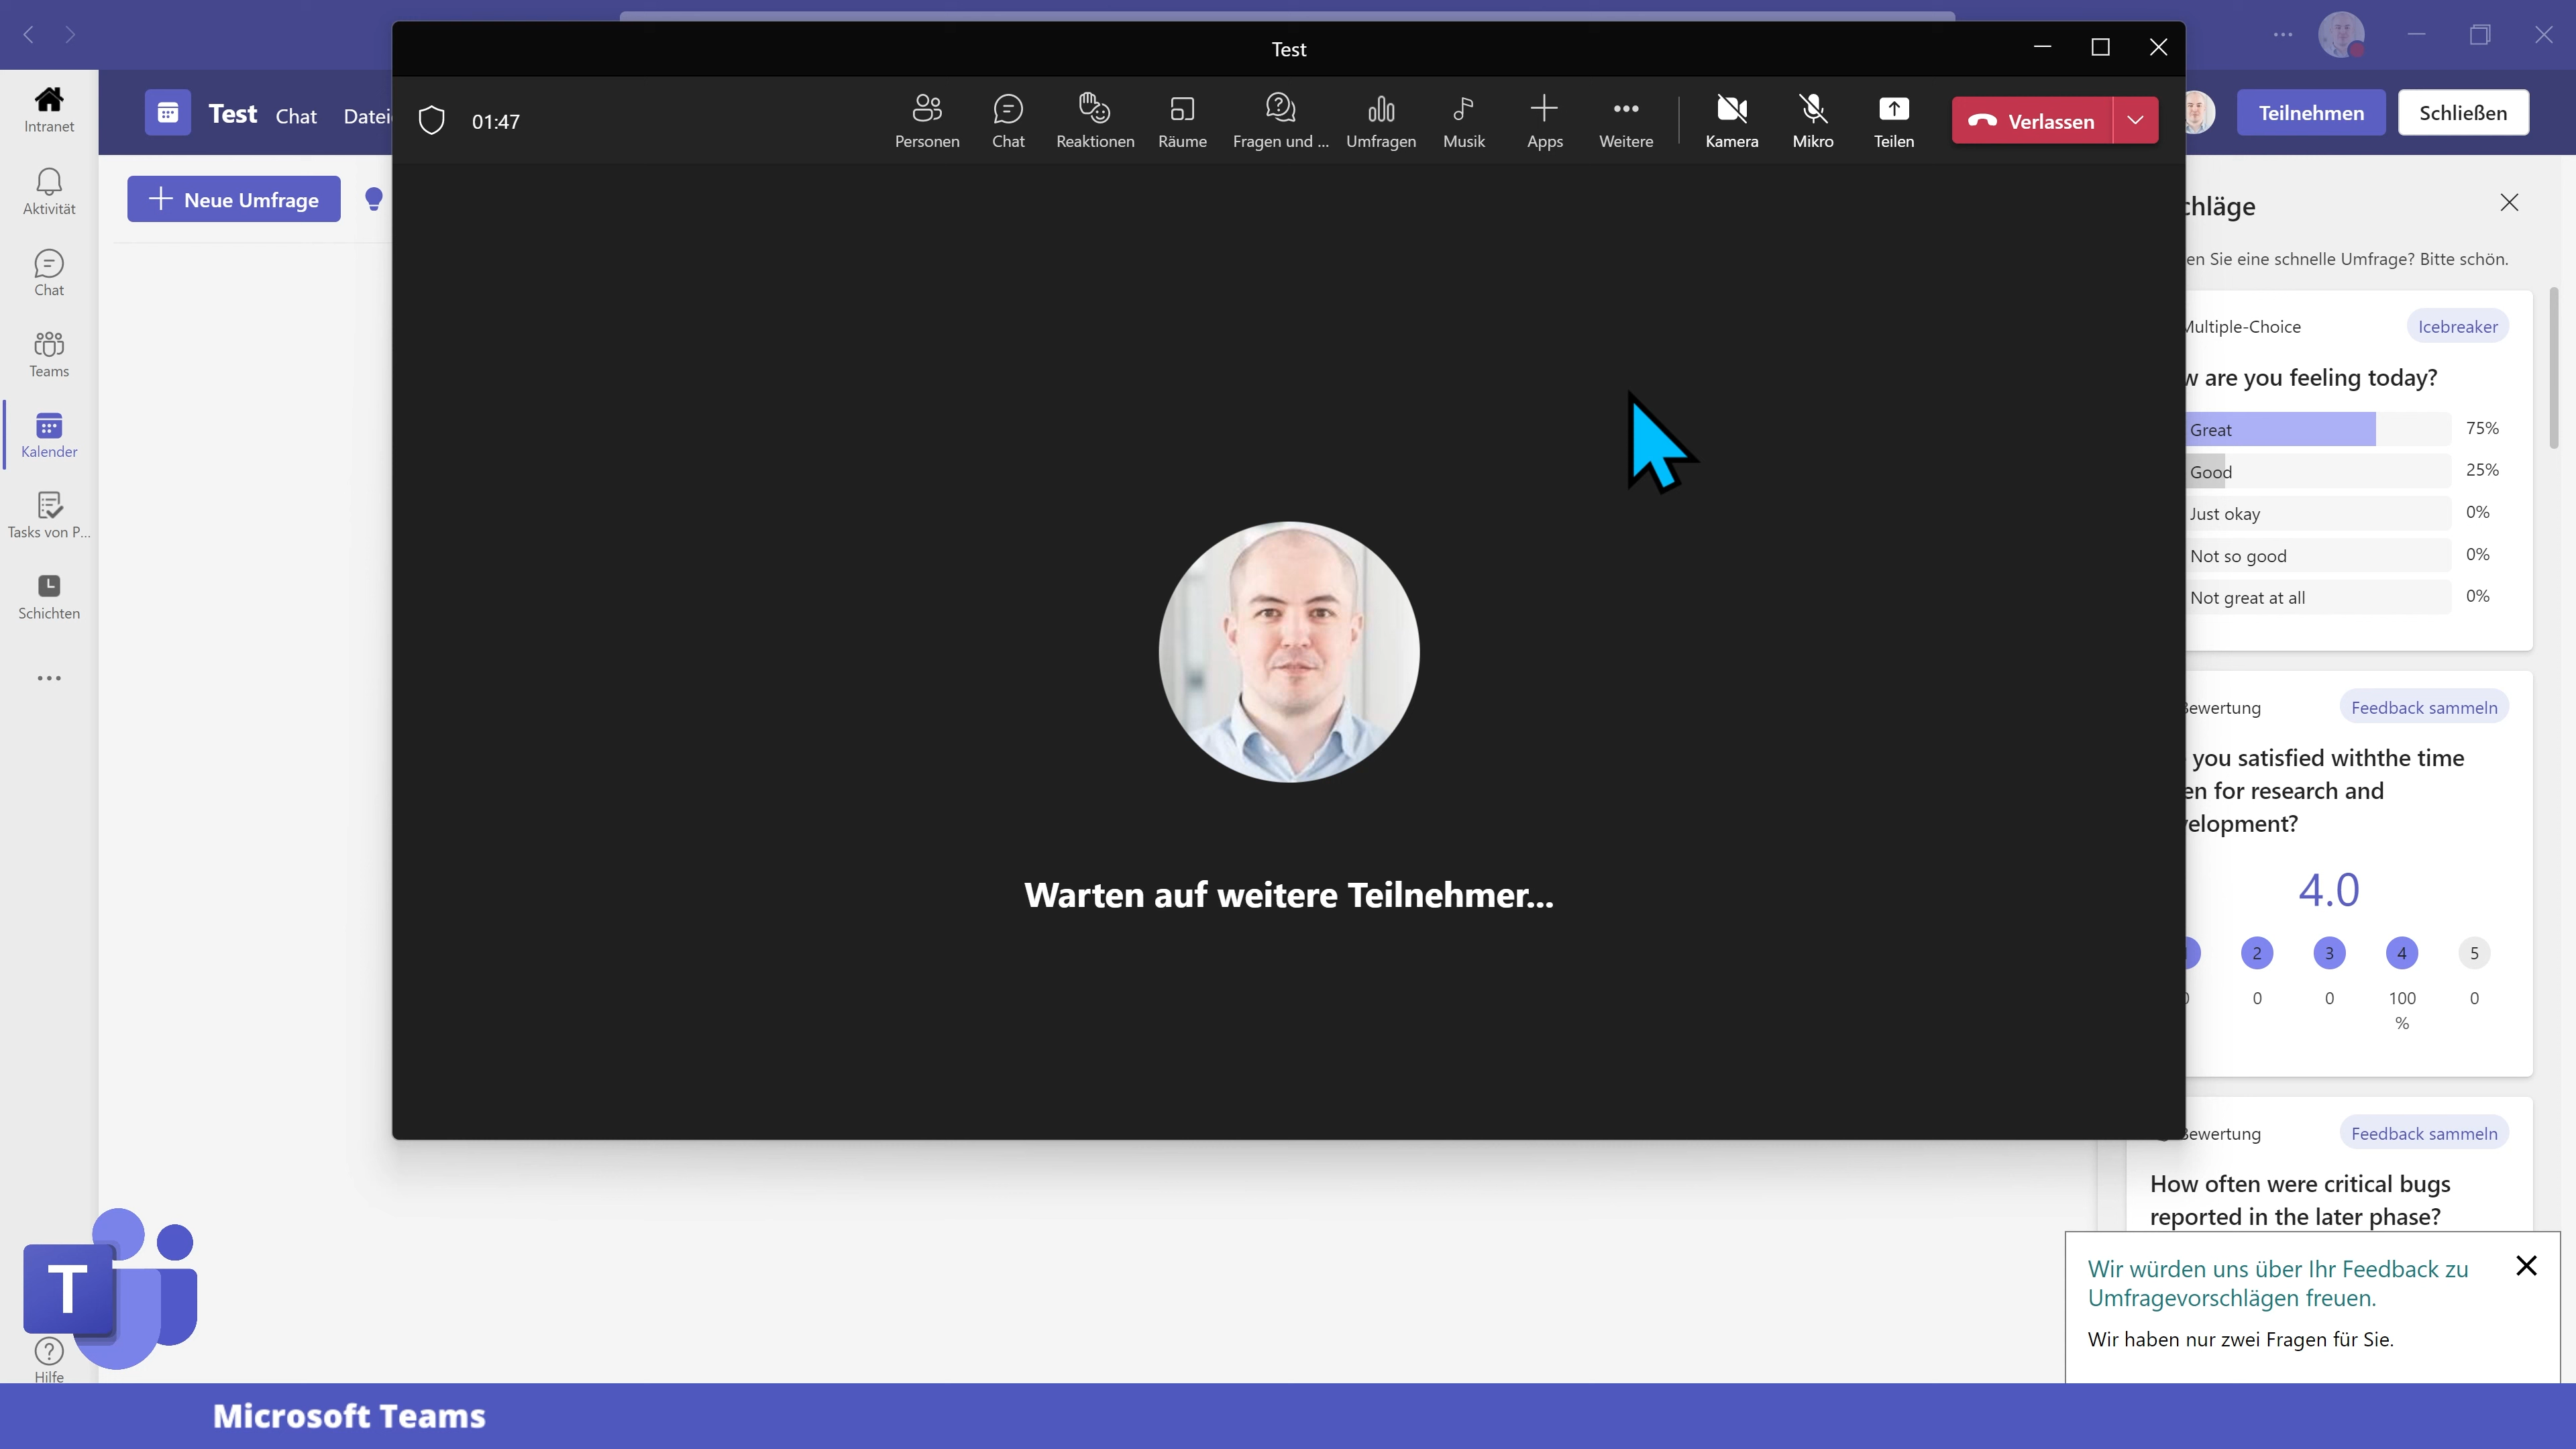 Test
Intranet
Aktivität
Chat
Teams
Kalender
Tasks von P...
Schichten
Hilfe
Test Chat
Neue Umfrage
01:47
Personen
Chat
Reaktionen
Räume
Fragen und ...
Umfragen
Musik
Apps
Weitere
Kamera
Mikro
Teilen
Verlassen
Warten auf weitere Teilnehmer...
Teilnehmen
Schließen
Sie eine schnelle Umfrage? Bitte schön.
Multiple-Choice
Icebreaker
are you feeling today?
Great 75%
Good 25%
Just okay 0%
Not so good 0%
Not great at all 0%
Bewertung
Feedback sammeln
you satisfied withthe time
for research and
4.0
2 3 4 5
0 0 100 0
%
Bewertung
Feedback sammeln
How often were critical bugs
reported in the later phase?
Wir würden uns über Ihr Feedback zu
Umfragevorschlägen freuen.
Wir haben nur zwei Fragen für Sie.
T
Microsoft Teams